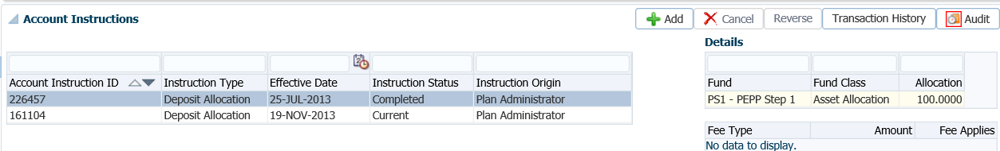 Account Instructions
Add Cancel Reverse Transaction History Audit
Details
Account Instruction ID Instruction Type Effective Date Instruction Status Instruction Origin
226457 Deposit Allocation 25-JUL-2013 Completed Plan Administrator
161104 Deposit Allocation 19-NOV-2013 Current Plan Administrator
Fund Fund Class Allocation
PS1 - PEPP Step 1 Asset Allocation 100.0000
Fee Type Amount Fee Applies
No data to display.